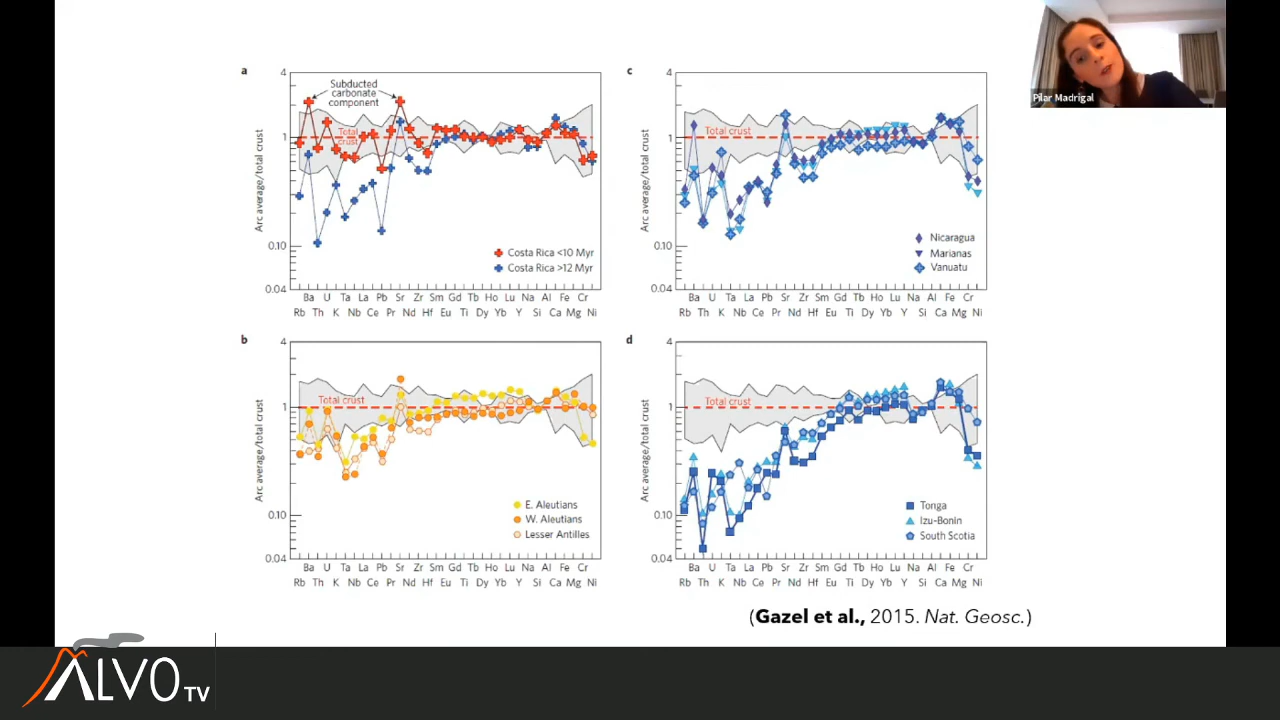 Pilar Madrigal
a
4
1
0.10
0.04
Arc average/total crust
Subducted
carbonate
component
Total
crust
Costa Rica <10 Myr
Costa Rica >12 Myr
Ba U Ta La Pb Sr Zr Sm Gd Tb Ho Lu Na Al Fe Cr
Rb Th K Nb Ce Pr Nd Hf Eu Ti Dy Yb Y Si Ca Mg Ni
c
4
1
0.10
0.04
Arc average/total crust
Total crust
Nicaragua
Marianas
Vanuatu
Ba U Ta La Pb Sr Zr Sm Gd Tb Ho Lu Na Al Fe Cr
Rb Th K Nb Ce Pr Nd Hf Eu Ti Dy Yb Y Si Ca Mg Ni
b
4
1
0.10
0.04
Arc average/total crust
Total crust
E. Aleutians
W. Aleutians
Lesser Antilles
Ba U Ta La Pb Sr Zr Sm Gd Tb Ho Lu Na Al Fe Cr
Rb Th K Nb Ce Pr Nd Hf Eu Ti Dy Yb Y Si Ca Mg Ni
d
4
1
0.10
0.04
Arc average/total crust
Total crust
Tonga
Izu-Bonin
South Scotia
Ba U K Nb Ce Pr Sr Zr Sm Ti Dy Yb Y Si Ca Mg Ni
Rb Th Ta La Pb Nd Hf Eu Gd Tb Ho Lu Na Al Fe Cr
(Gazel et al., 2015. Nat. Geosc.)
ALVO TV